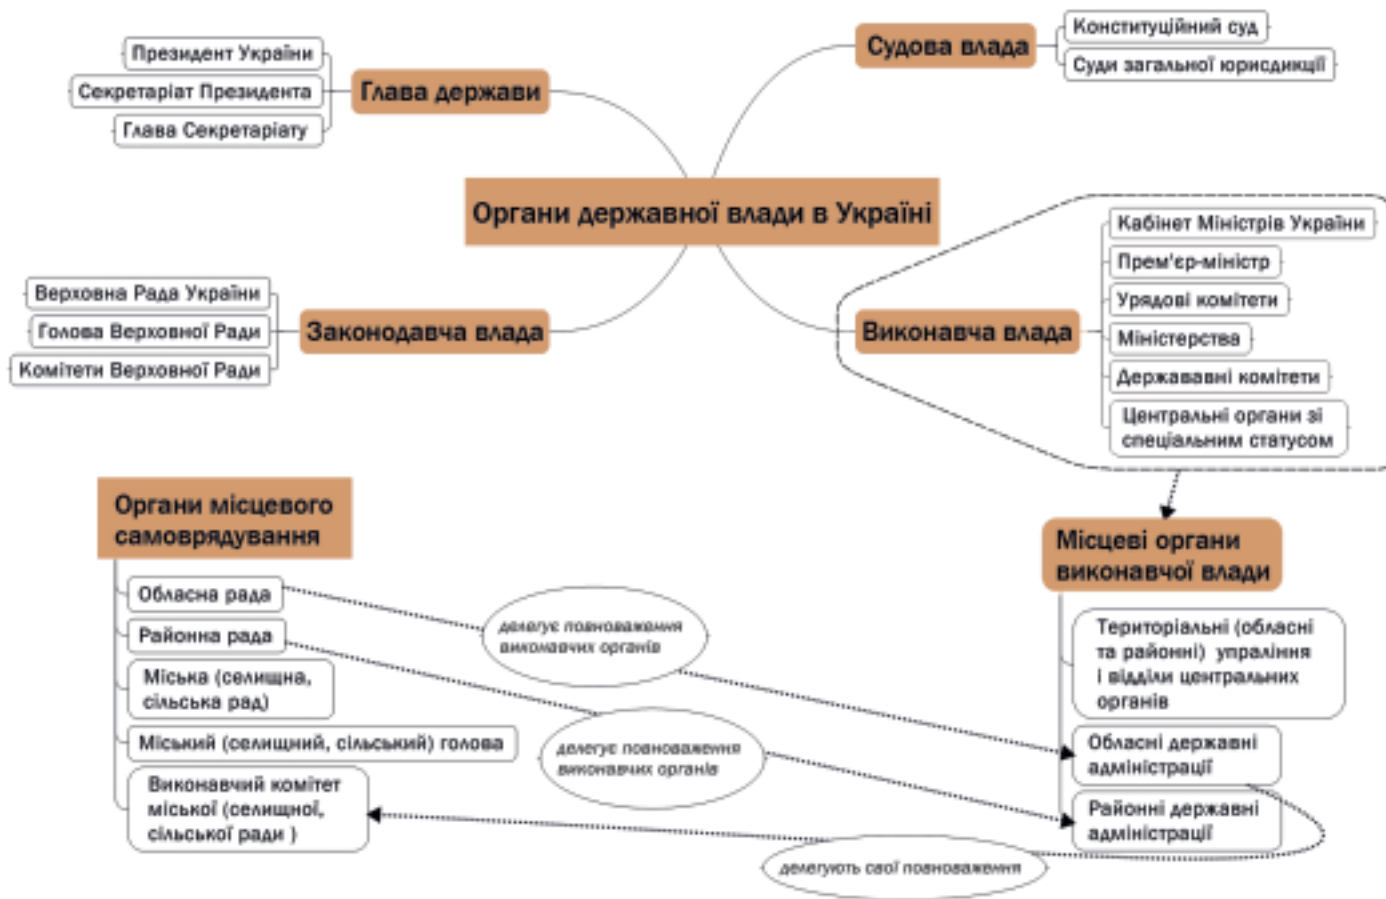 Президент України
Секретаріат Президента
Глава Секретаріату
Глава держави
Судова влада
Конституційний суд
Суди загальної юрисдикції
Органи державної влади в Україні
Верховна Рада України
Голова Верховної Ради
Комітети Верховної Ради
Законодавча влада
Виконавча влада
Кабінет Міністрів України
Прем'єр-міністр
Урядові комітети
Міністерства
Держававні комітети
Центральні органи зі
спеціальним статусом
Органи місцевого
самоврядування
Обласна рада
Районна рада
Міська (селищна,
сільська рад)
Міський (селищний, сільський) голова
Виконавчий комітет
міської (селищної,
сільської ради )
делегує повноваження
виконавчих органів
делегує повноваження
виконавчих органів
делегують свої повноваження
Місцеві органи
виконавчої влади
Територіальні (обласні
та районні) упраління
і відділи центральних
органів
Обласні державні
адміністрації
Районні державні
адміністрації